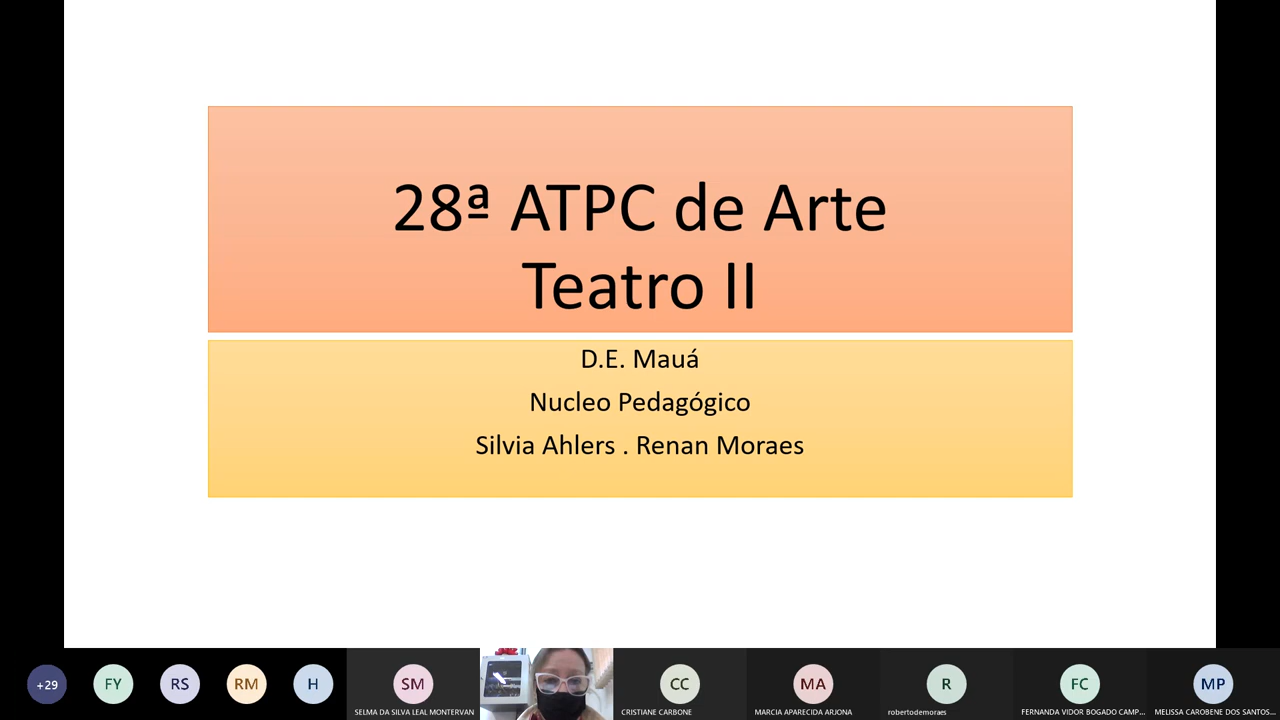 28ª ATPC de Arte
Teatro II
D.E. Mauá
Nucleo Pedagógico
Silvia Ahlers . Renan Moraes
+29
FY
RS
RM
H
SM
CC
MA
R
FC
MP
SELMA DA SILVA LEAL MONTERVAN
CRISTIANE CARBONE
MARCIA APARECIDA ARJONA
robertodemoraes
FERNANDA VIDOR BOGADO CAMP...
MELISSA CAROBENE DOS SANTOS...